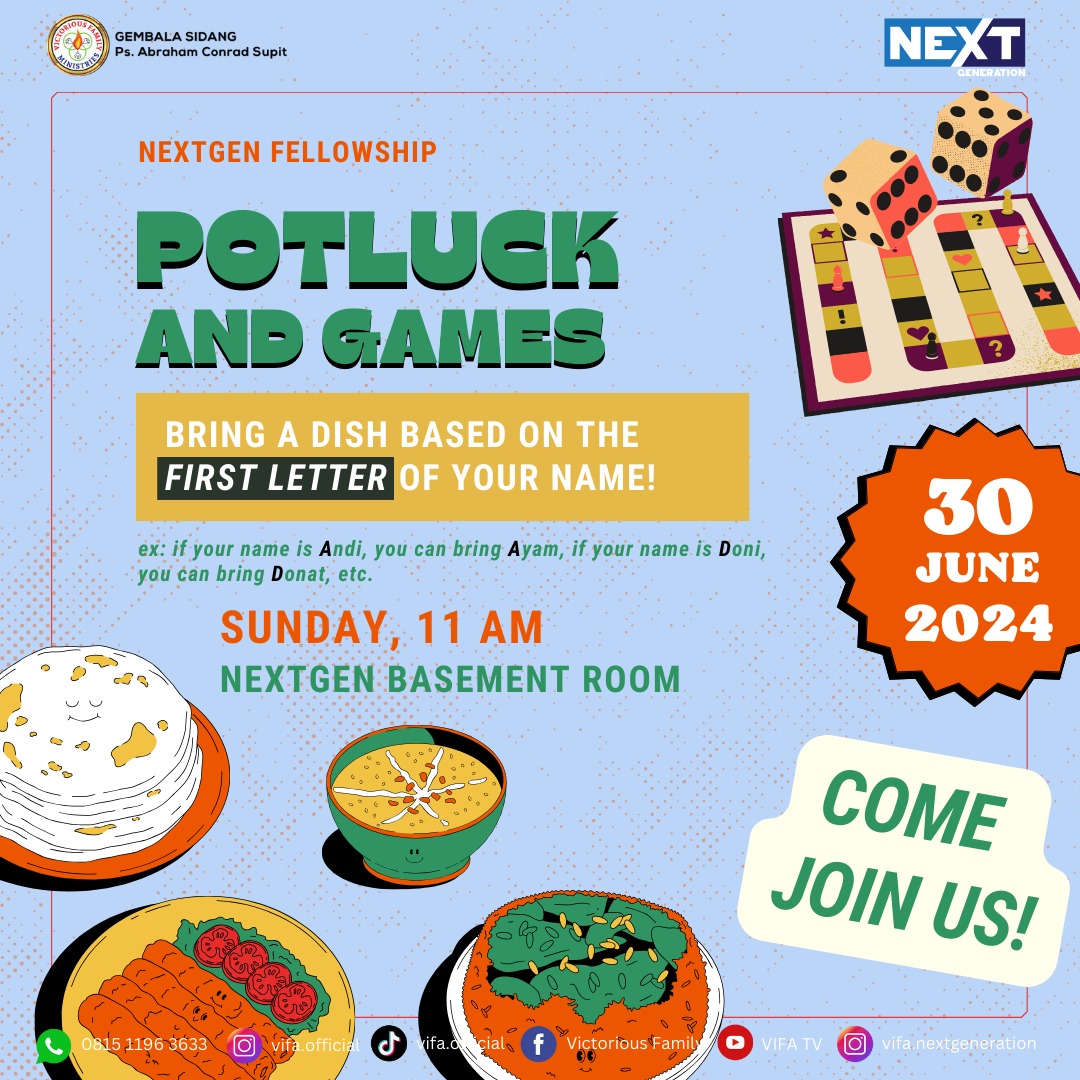 VICTORIOUS FAMILY
MINISTRIES
GEMBALA SIDANG
Ps. Abraham Conrad Supit
NEXT
GENERATION
NEXTGEN FELLOWSHIP
POTLUCK
AND GAMES
BRING A DISH BASED ON THE
FIRST LETTER OF YOUR NAME!
ex: if your name is Andi, you can bring Ayam, if your name is Doni,
you can bring Donat, etc.
SUNDAY, 11 AM
NEXTGEN BASEMENT ROOM
?
!
?
30
JUNE
2024
COME
JOIN US!
0815 1196 3633 vifa.official vifa.official Victorious Family VIFA TV vifa.nextgeneration